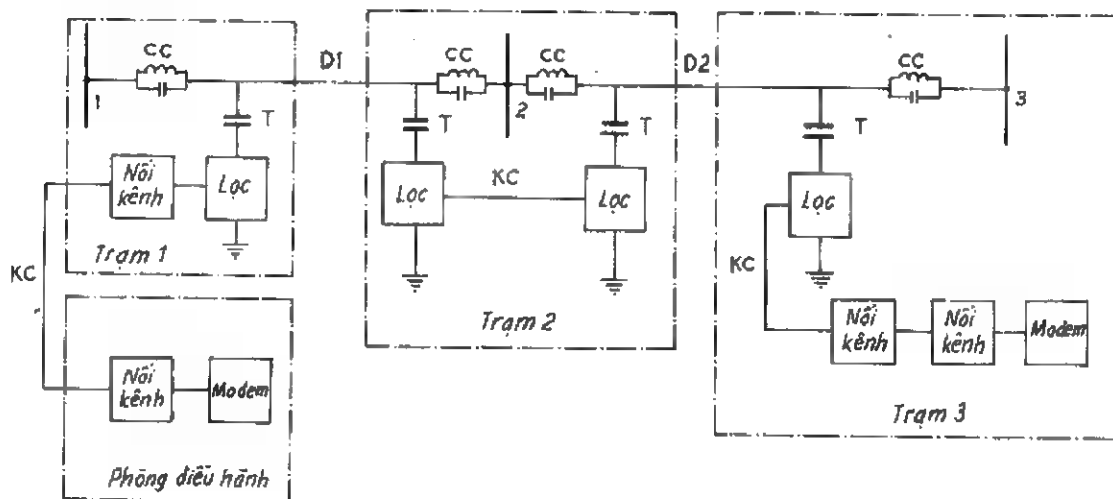 CC
1
T
Nối
kênh
Lọc
Trạm 1
KC
Nối
kênh
Modem
Phòng điều hành
D1
CC
CC
2
T
T
Lọc
KC
Lọc
Trạm 2
D2
CC
3
T
Lọc
KC
Nối
kênh
Nối
kênh
Modem
Trạm 3